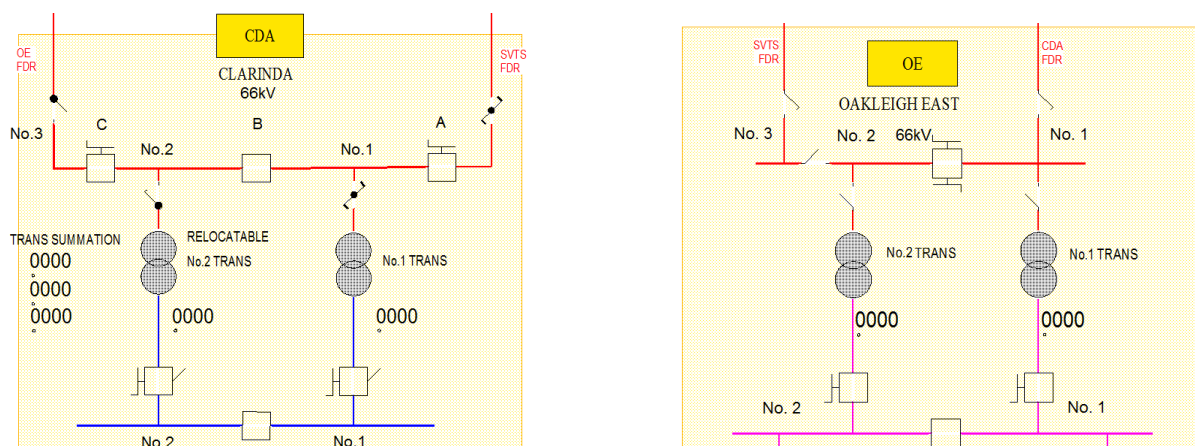 CDA
OE
FDR
SVTS
FDR
CLARINDA
66kV
No.3
C
B
A
No.2
No.1
TRANS SUMMATION
0000
0000
0000
RELOCATABLE
No.2 TRANS
0000
No.1 TRANS
0000
No.2
No.1
SVTS
FDR
CDA
FDR
OE
OAKLEIGH EAST
No. 3
No. 2
66kV
No. 1
No.2 TRANS
0000
No.1 TRANS
0000
No. 2
No. 1